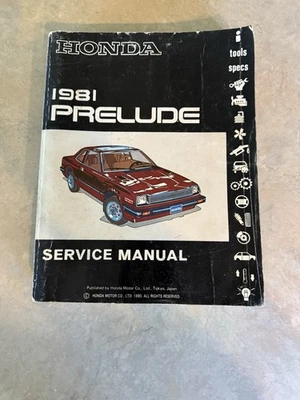 HONDA
1981
PRELUDE
tools
specs
SERVICE MANUAL
Published by Honda Motor Co., Ltd. Tokyo, Japan
© HONDA MOTOR CO., LTD. 1980. ALL RIGHTS RESERVED